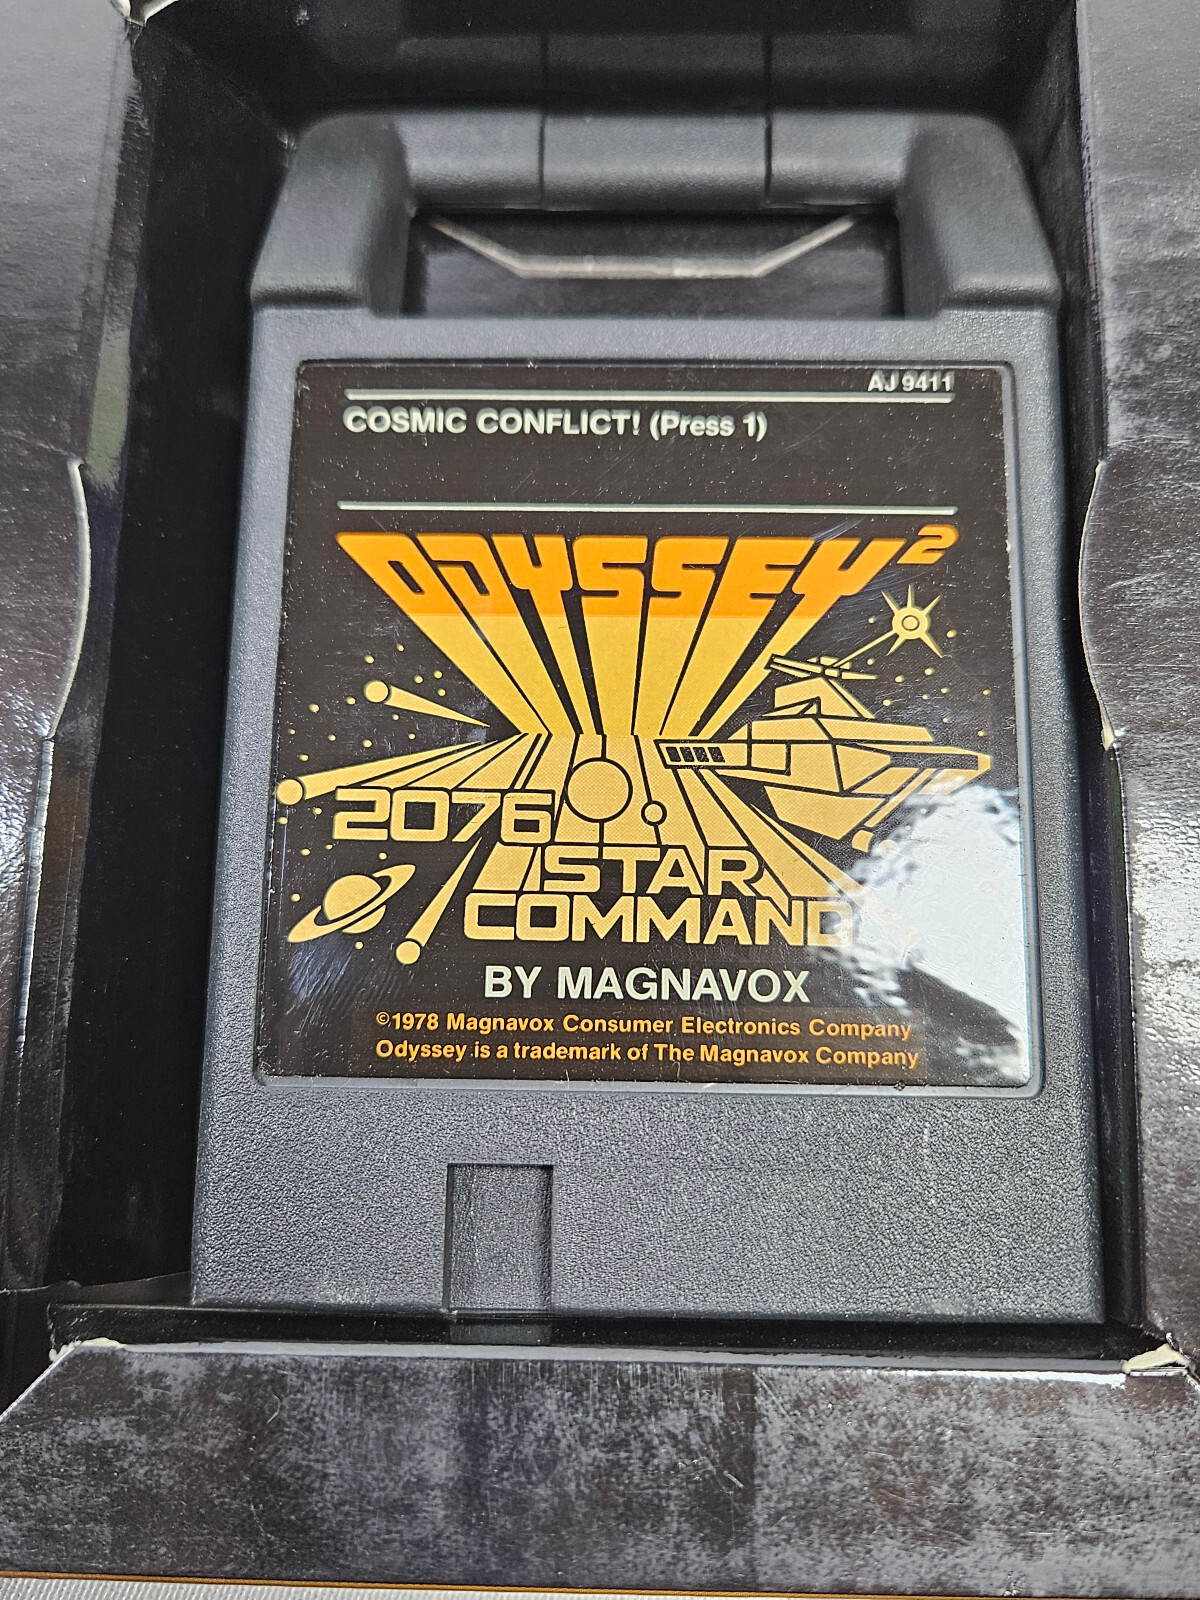 AJ 9411
COSMIC CONFLICT! (Press 1)
ODYSSEY²
2076
STAR
COMMAND
BY MAGNAVOX
©1978 Magnavox Consumer Electronics Company
Odyssey is a trademark of The Magnavox Company